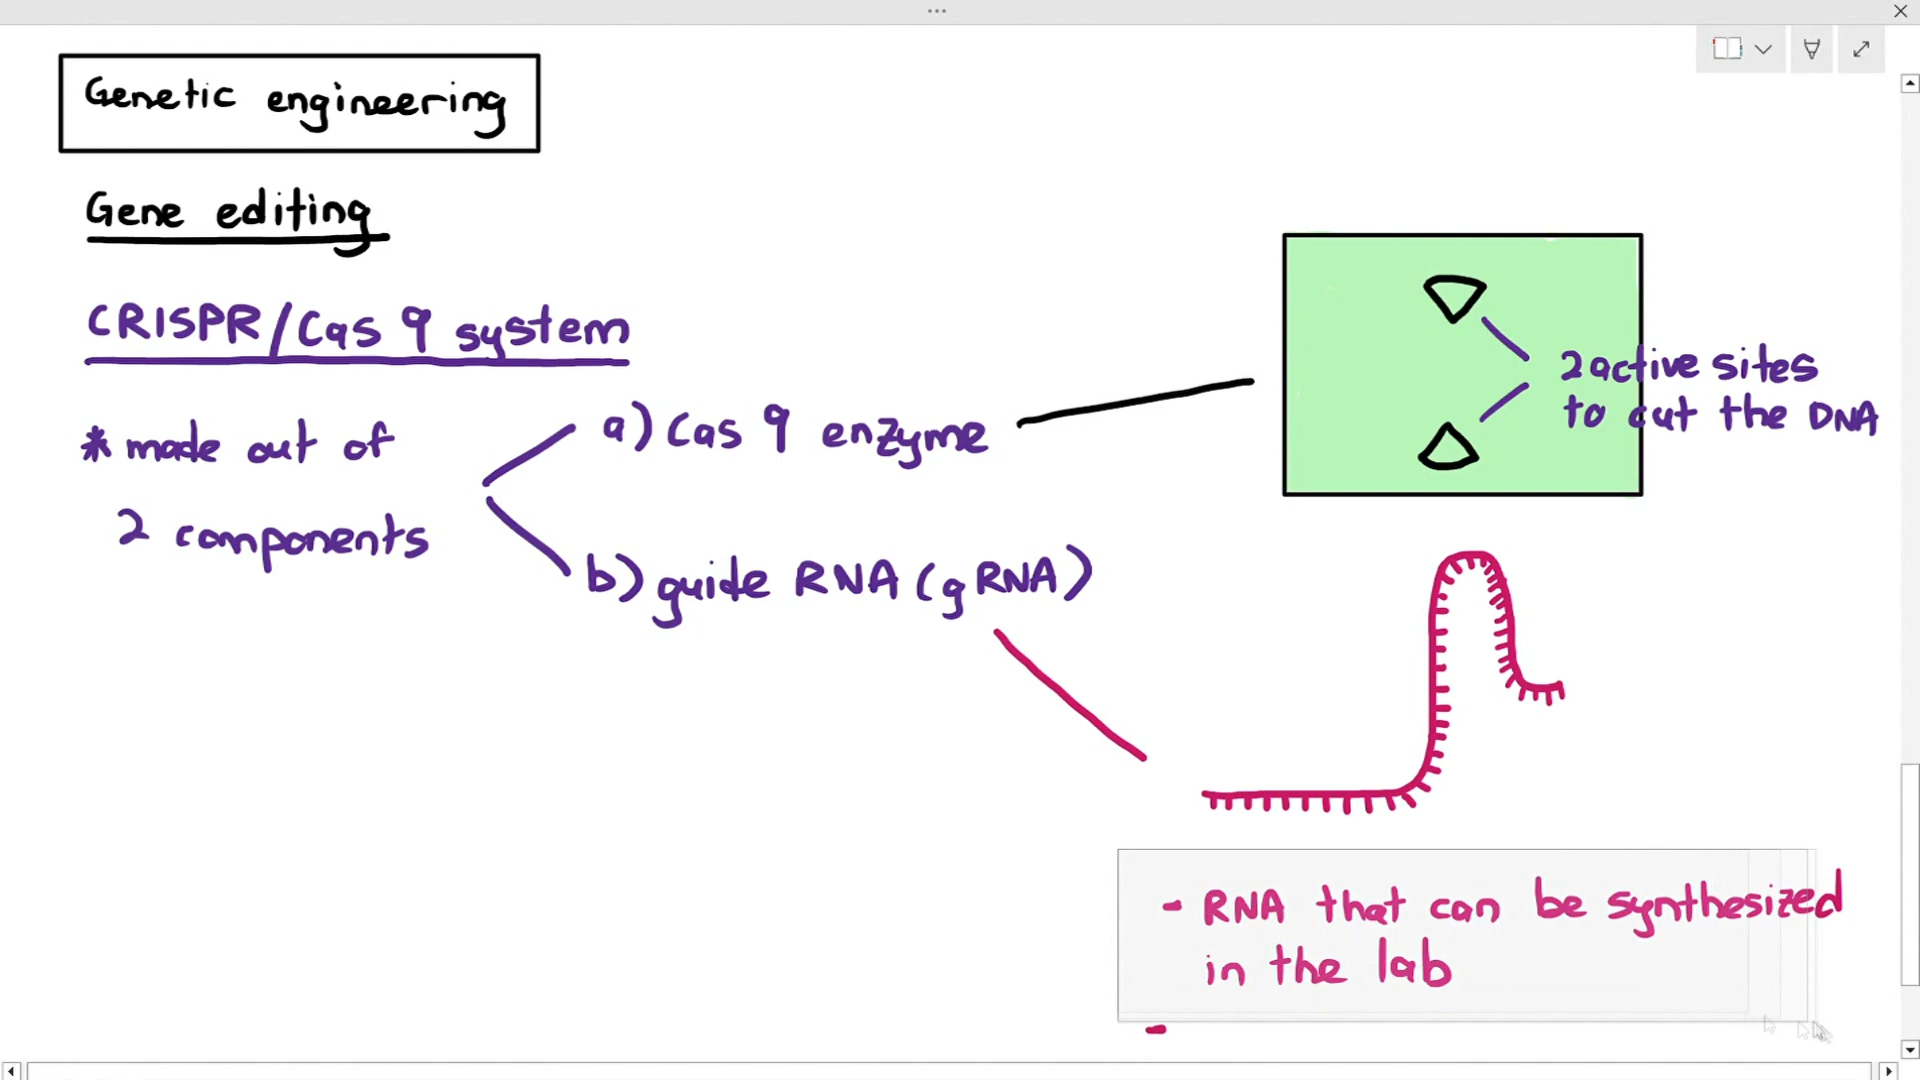 Genetic engineering
Gene editing
CRISPR/Cas 9 system
* made out of
2 components
a) Cas 9 enzyme
b) guide RNA (gRNA)
2 active sites
to cut the DNA
- RNA that can be synthesized
in the lab
-